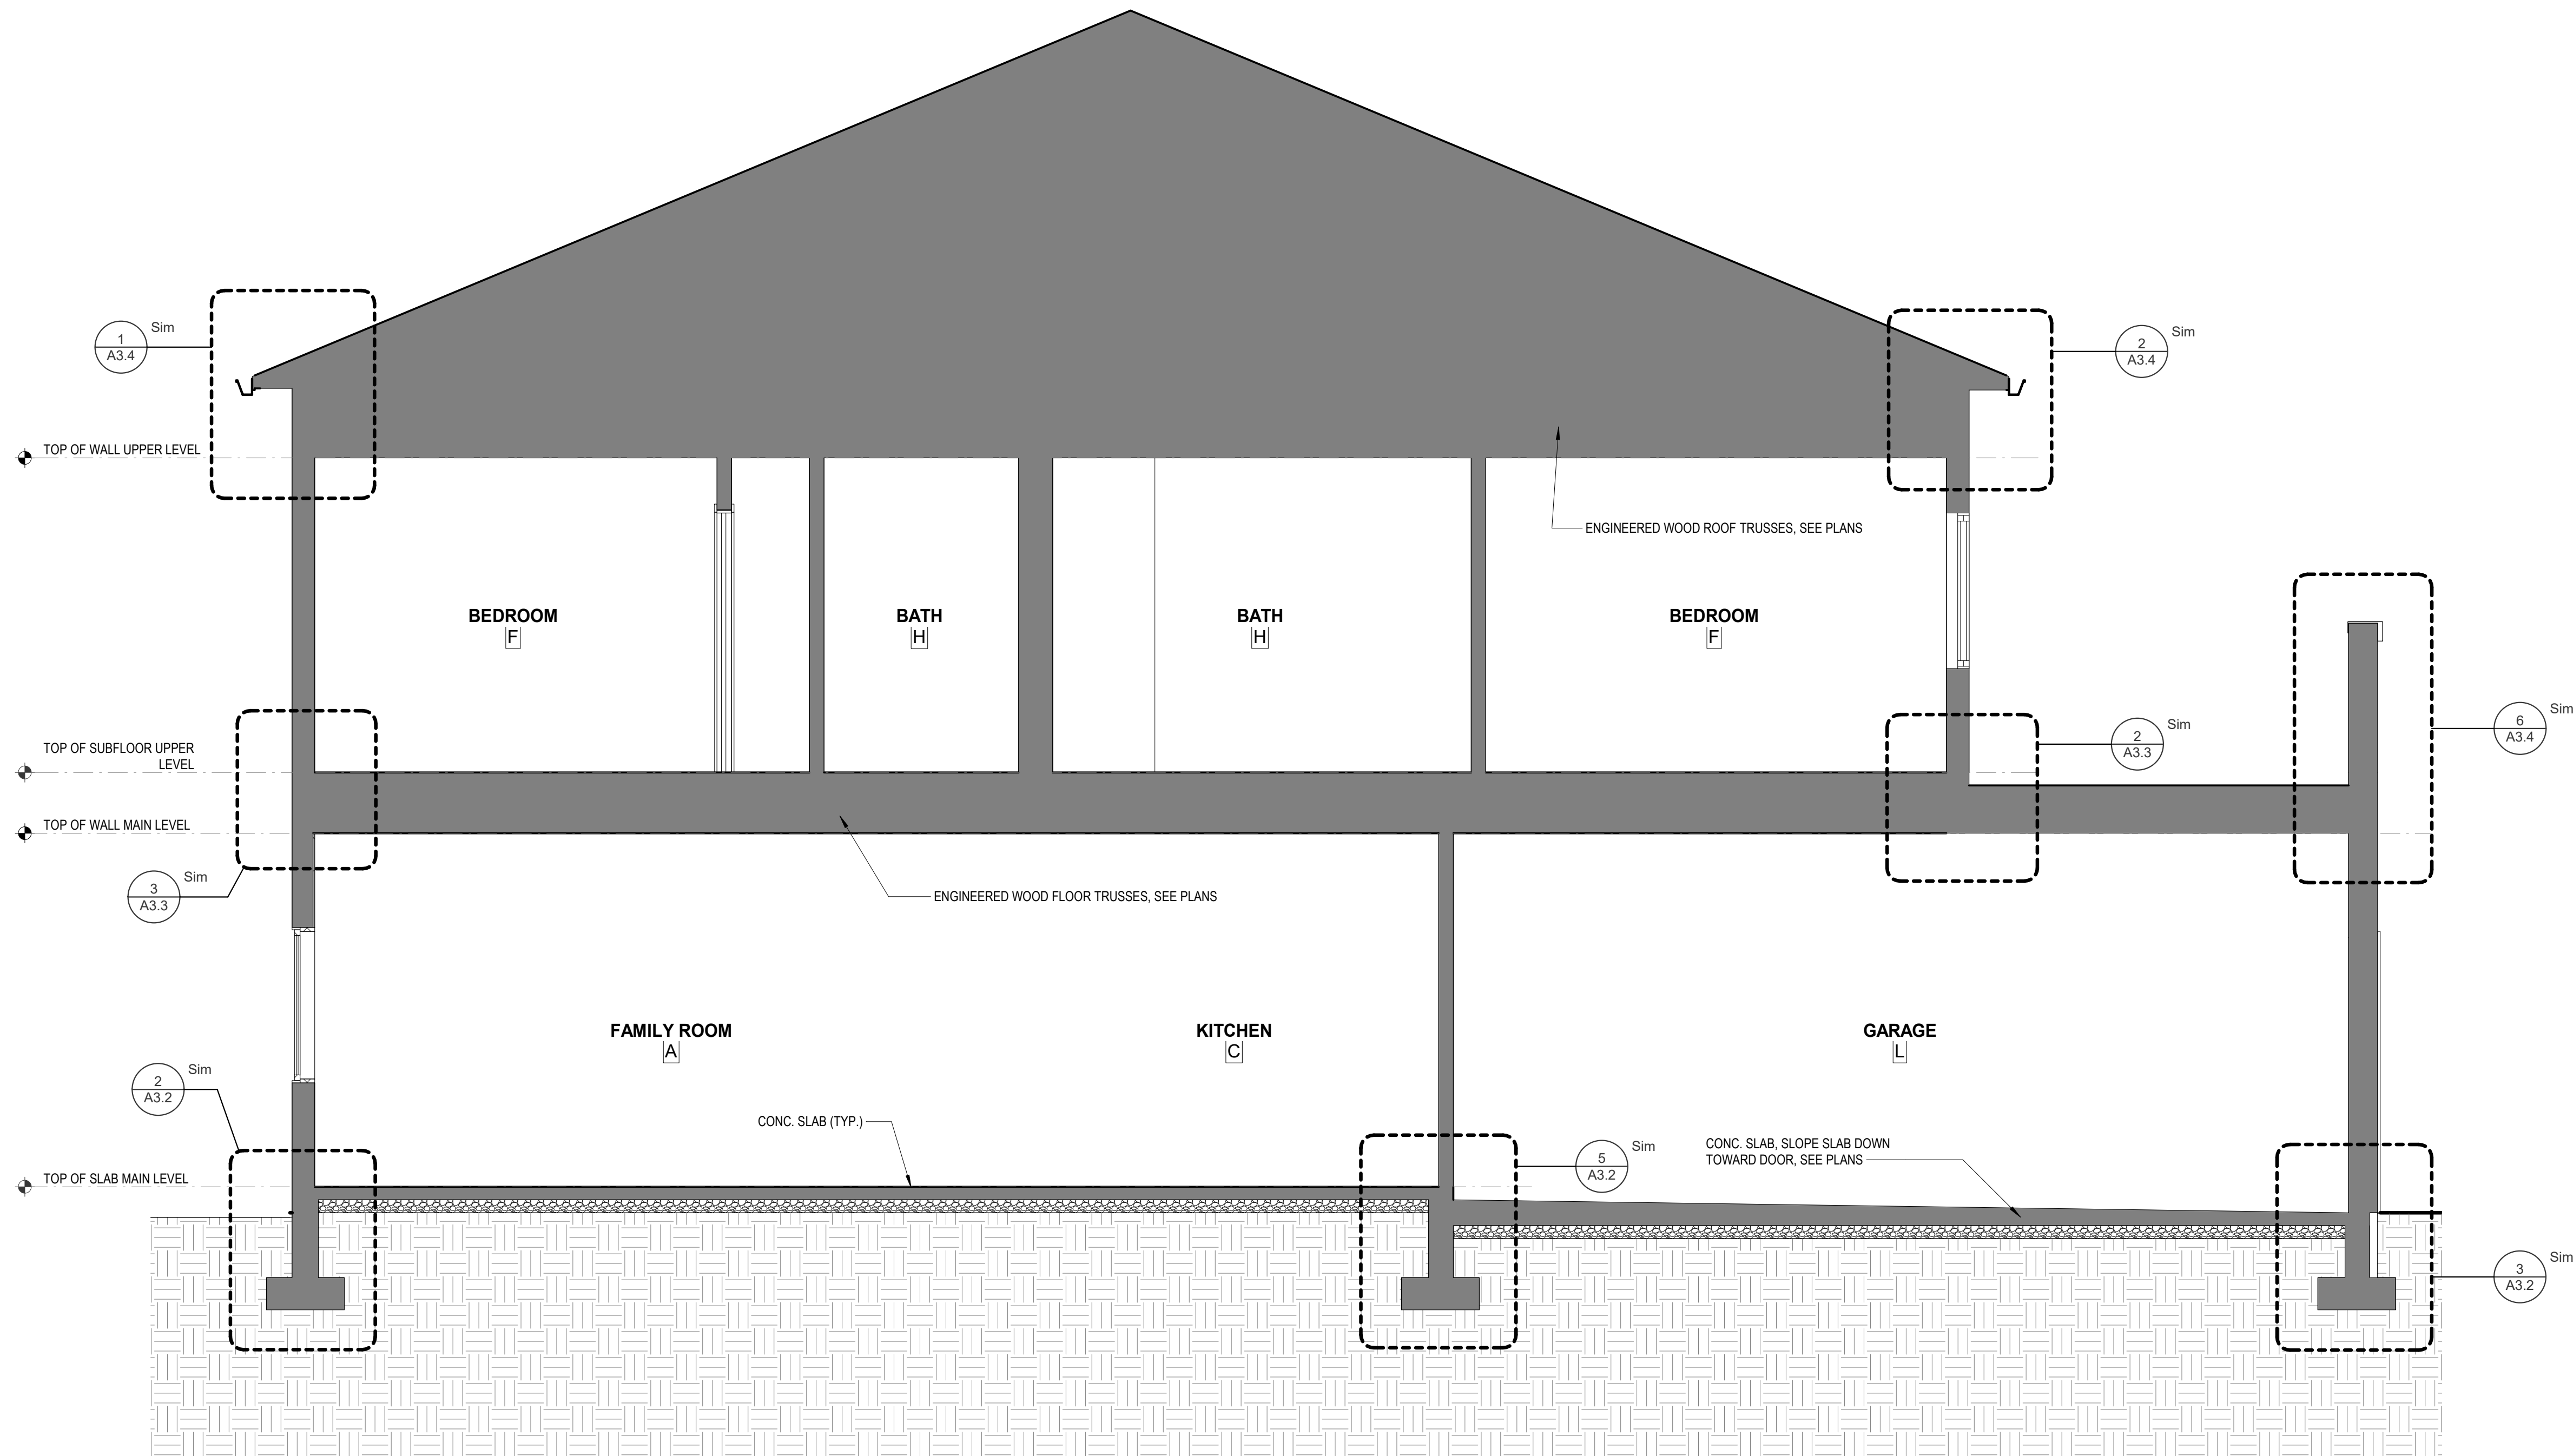 1
A3.4
Sim
2
A3.4
Sim
TOP OF WALL UPPER LEVEL
ENGINEERED WOOD ROOF TRUSSES, SEE PLANS
BEDROOM
F
BATH
H
BATH
H
BEDROOM
F
6
A3.4
Sim
TOP OF SUBFLOOR UPPER
LEVEL
2
A3.3
Sim
TOP OF WALL MAIN LEVEL
3
A3.3
Sim
ENGINEERED WOOD FLOOR TRUSSES, SEE PLANS
FAMILY ROOM
A
KITCHEN
C
GARAGE
L
2
A3.2
Sim
CONC. SLAB (TYP.)
5
A3.2
Sim
CONC. SLAB, SLOPE SLAB DOWN
TOWARD DOOR, SEE PLANS
TOP OF SLAB MAIN LEVEL
3
A3.2
Sim